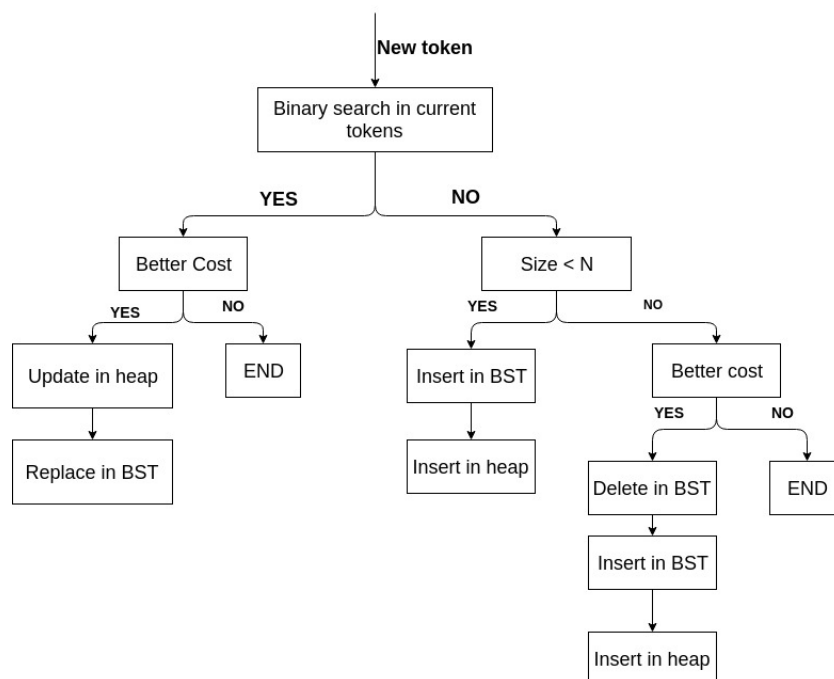 New token
Binary search in current
tokens
YES
NO
Better Cost
Size < N
YES
NO
YES
NO
Update in heap
END
Insert in BST
Better cost
YES
NO
Replace in BST
Insert in heap
Delete in BST
END
Insert in BST
Insert in heap